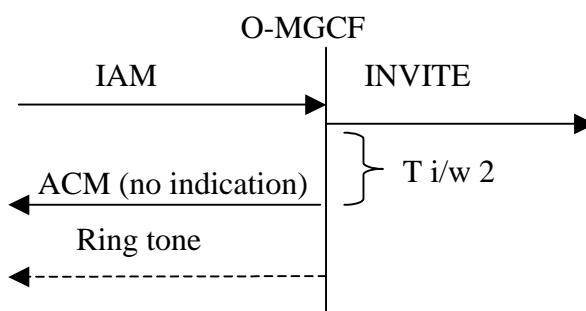 O-MGCF
IAM
INVITE
T i/w 2
ACM (no indication)
Ring tone